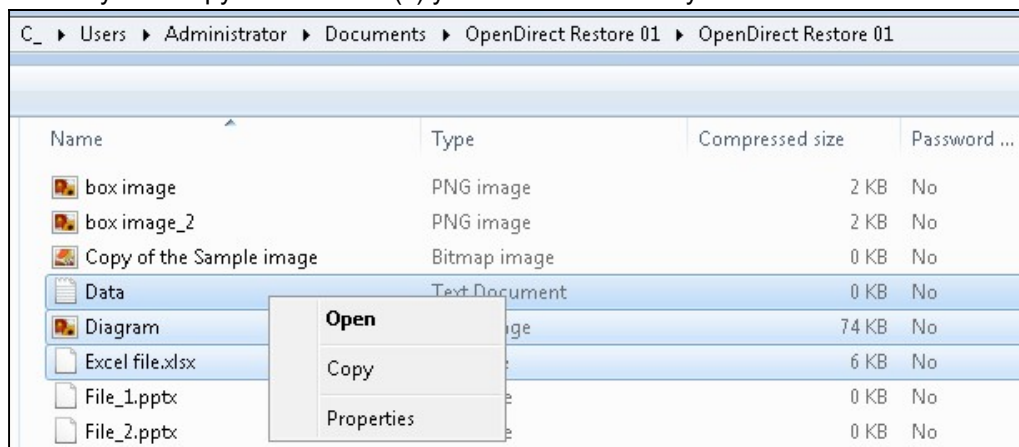 C_ ▸ Users ▸ Administrator ▸ Documents ▸ OpenDirect Restore 01 ▸ OpenDirect Restore 01
Name Type Compressed size Password ...
box image PNG image 2 KB No
box image_2 PNG image 2 KB No
Copy of the Sample image Bitmap image 0 KB No
Data Text Document 0 KB No
Diagram 74 KB No
Excel file.xlsx 6 KB No
File_1.pptx 0 KB No
File_2.pptx 0 KB No
Open
Copy
Properties